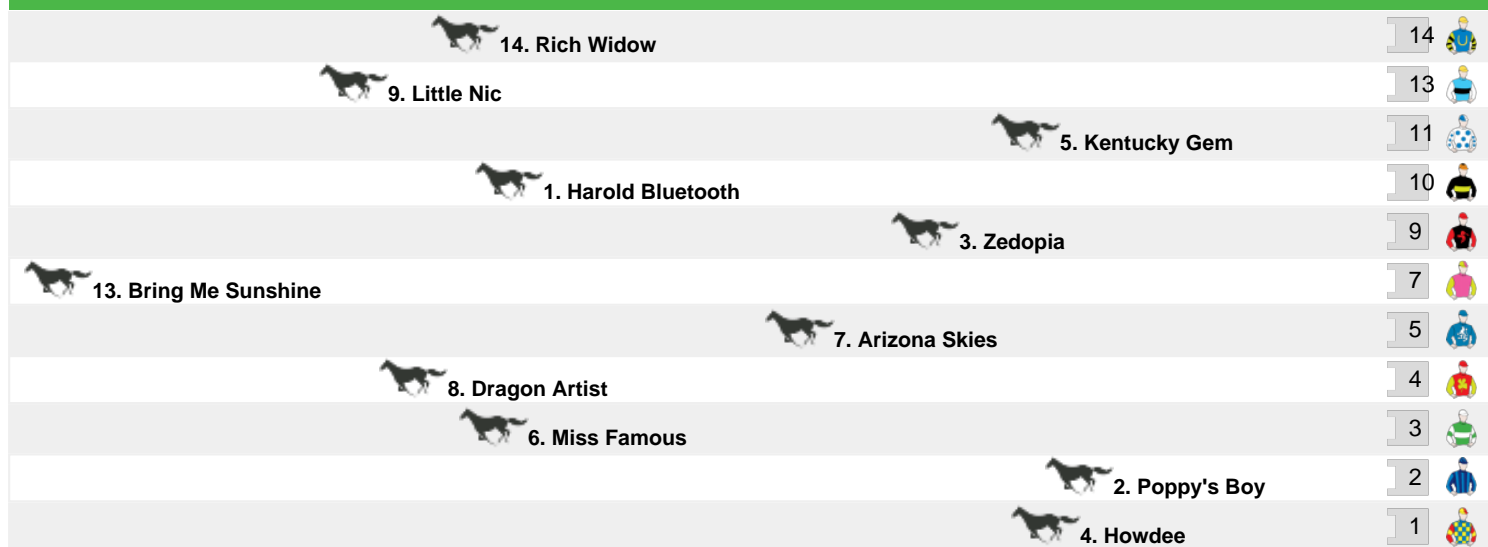 14. Rich Widow 14
9. Little Nic 13
5. Kentucky Gem 11
1. Harold Bluetooth 10
3. Zedopia 9
13. Bring Me Sunshine 7
7. Arizona Skies 5
8. Dragon Artist 4
6. Miss Famous 3
2. Poppy's Boy 2
4. Howdee 1